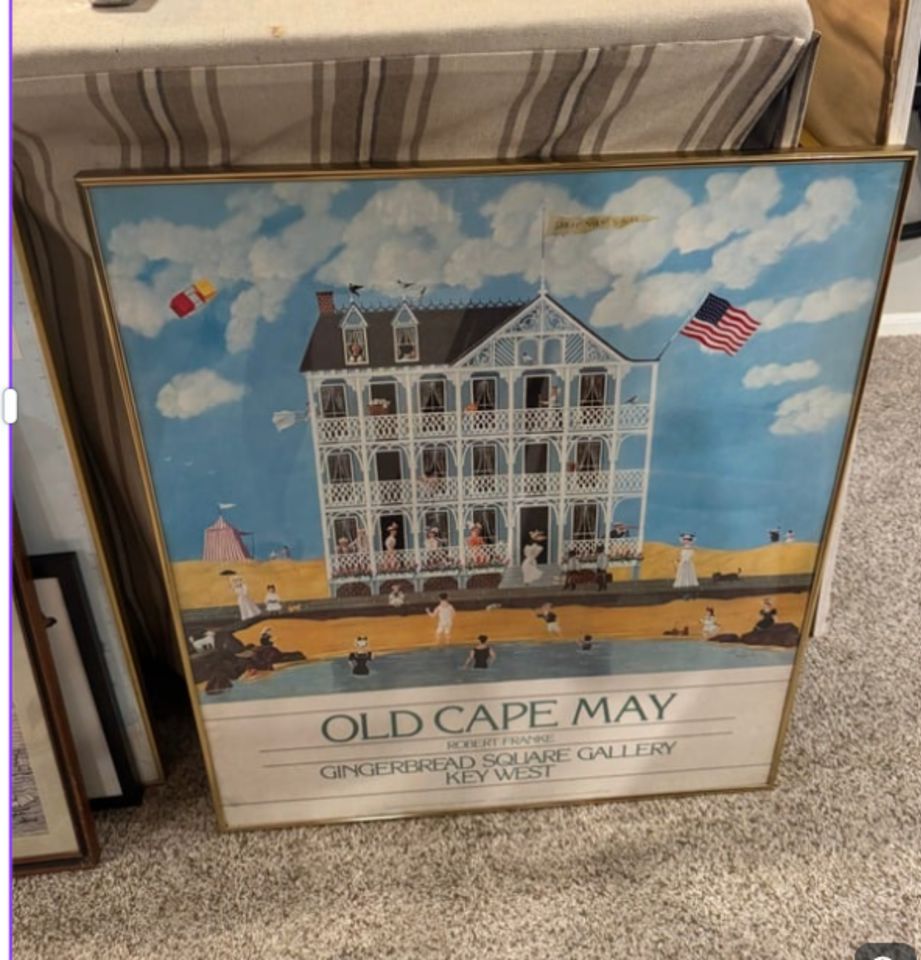 OLD CAPE MAY
ROBERT FRANKE
GINGERBREAD SQUARE GALLERY
KEY WEST